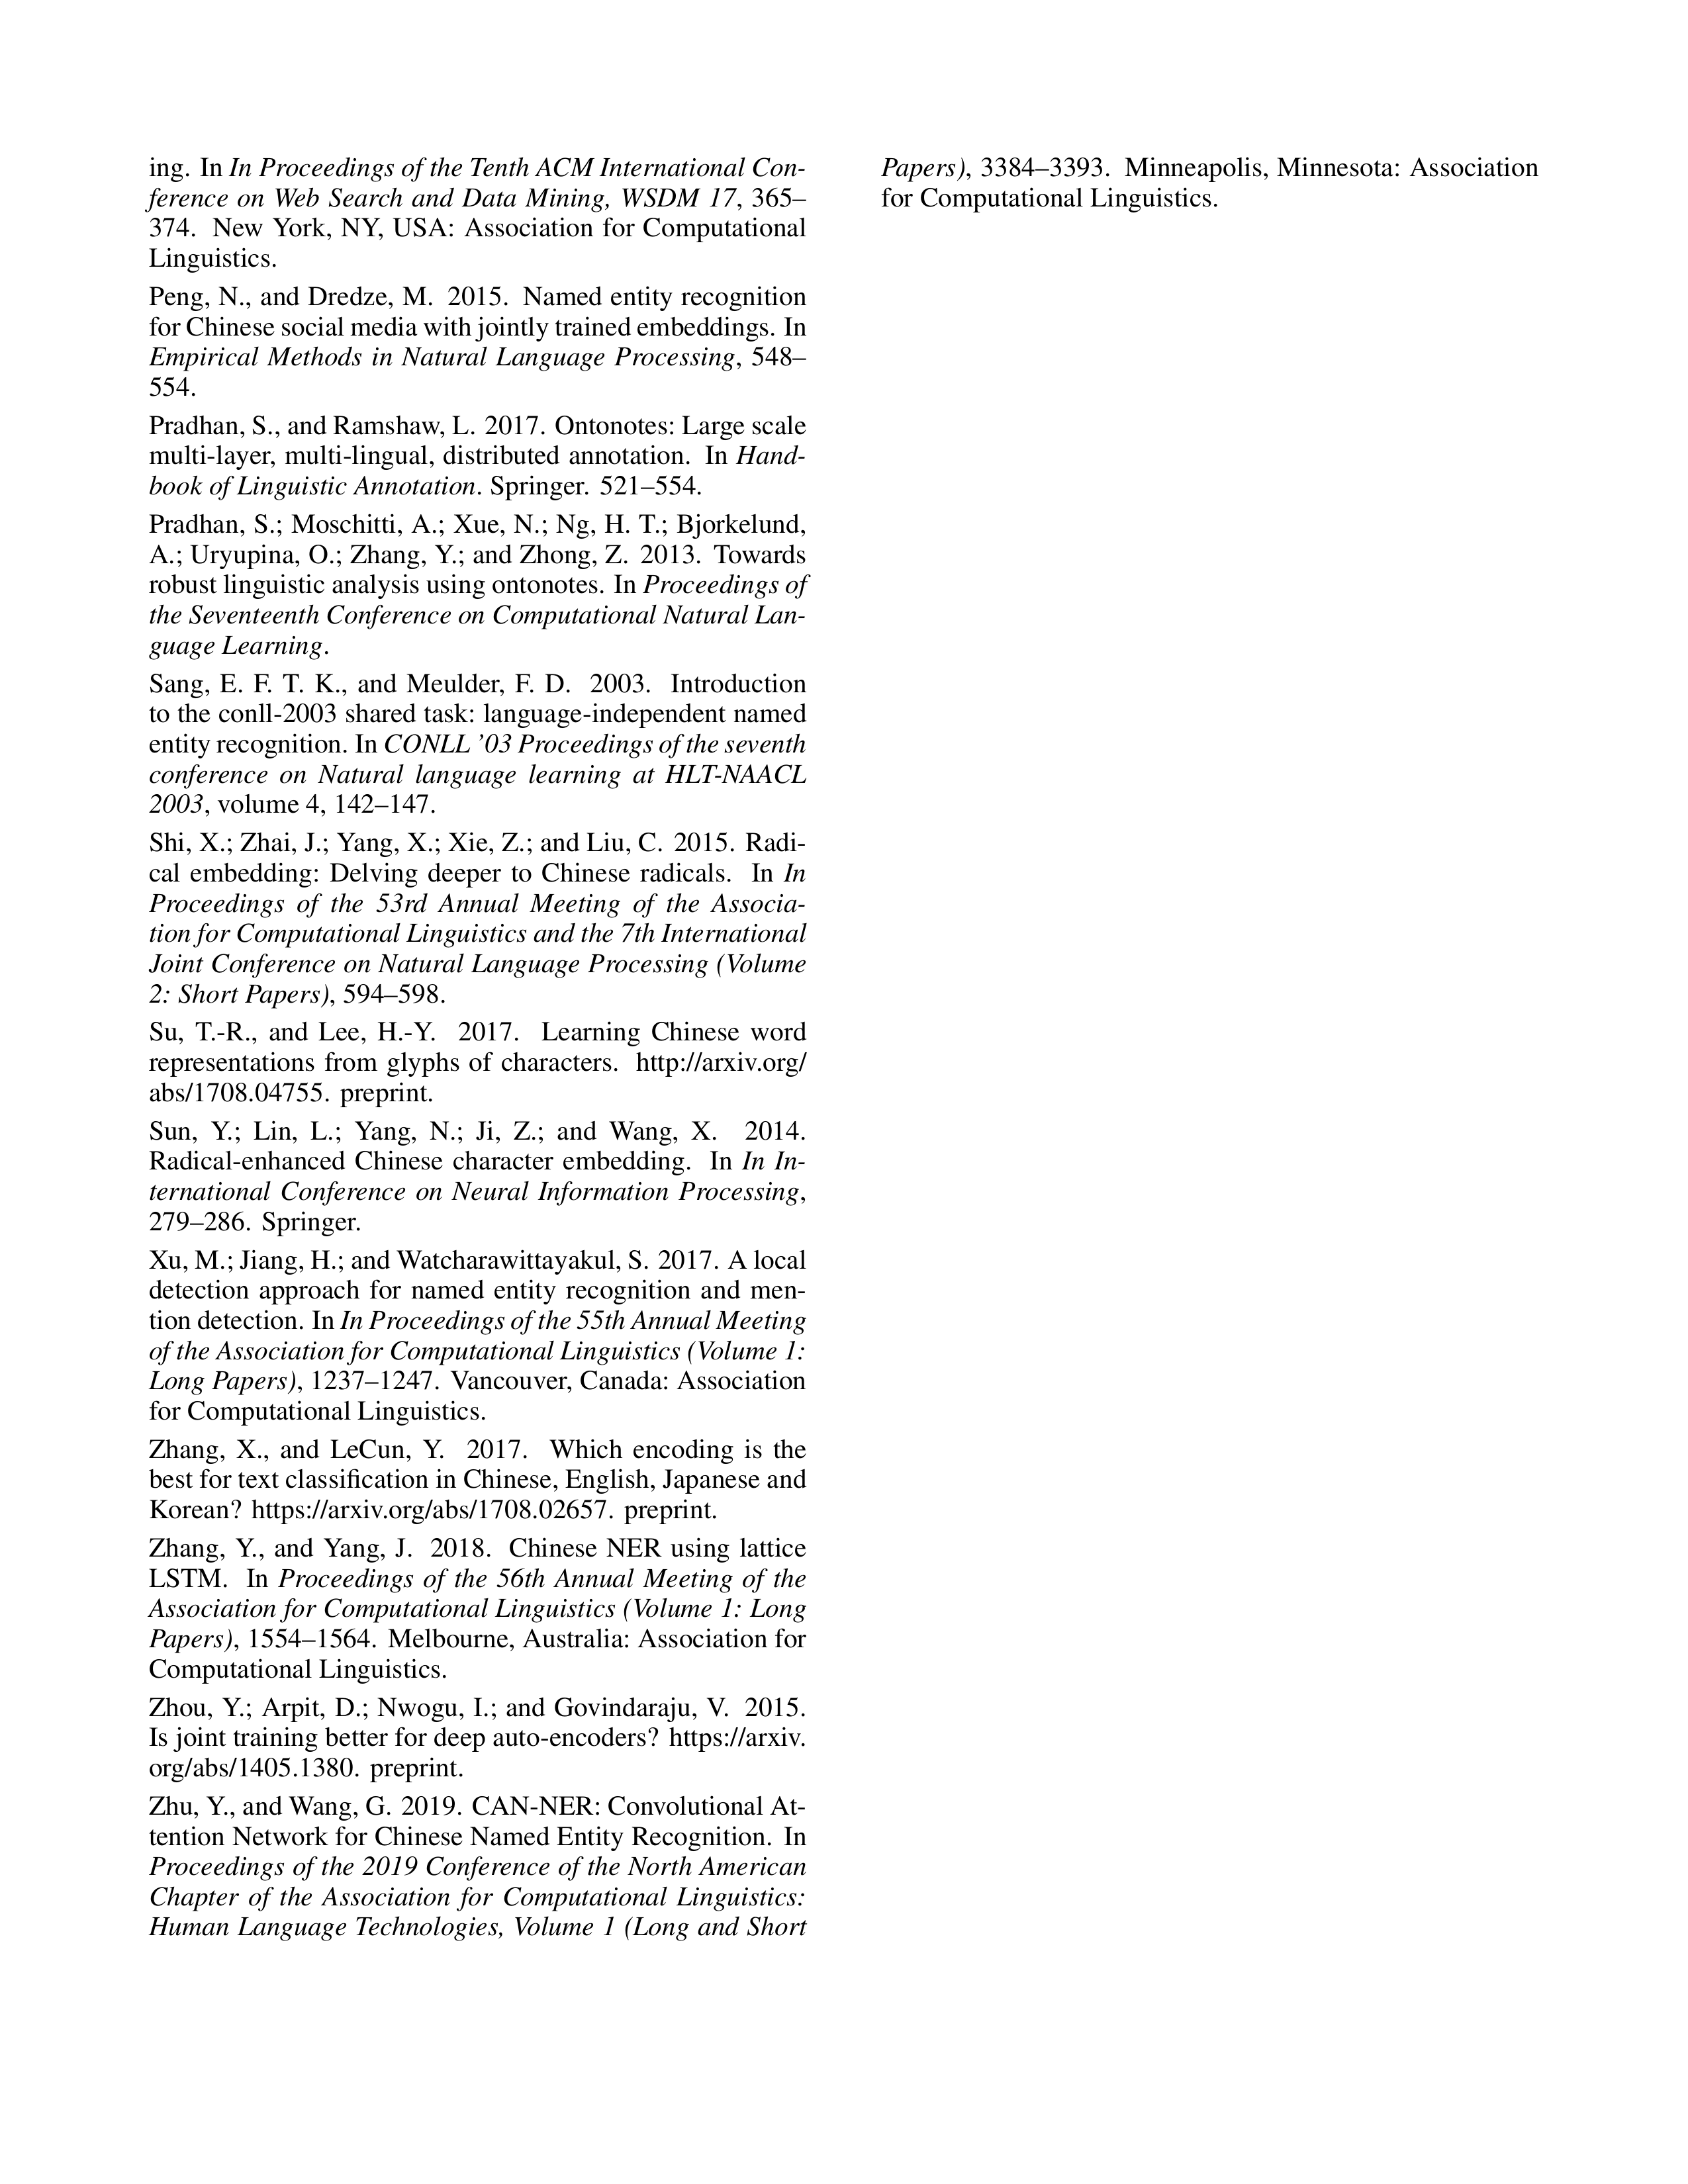 ing. In In Proceedings of the Tenth ACM International Con-
ference on Web Search and Data Mining, WSDM 17, 365–
374. New York, NY, USA: Association for Computational
Linguistics.
Peng, N., and Dredze, M. 2015. Named entity recognition
for Chinese social media with jointly trained embeddings. In
Empirical Methods in Natural Language Processing, 548–
554.
Pradhan, S., and Ramshaw, L. 2017. Ontonotes: Large scale
multi-layer, multi-lingual, distributed annotation. In Hand-
book of Linguistic Annotation. Springer. 521–554.
Pradhan, S.; Moschitti, A.; Xue, N.; Ng, H. T.; Bjorkelund,
A.; Uryupina, O.; Zhang, Y.; and Zhong, Z. 2013. Towards
robust linguistic analysis using ontonotes. In Proceedings of
the Seventeenth Conference on Computational Natural Lan-
guage Learning.
Sang, E. F. T. K., and Meulder, F. D. 2003. Introduction
to the conll-2003 shared task: language-independent named
entity recognition. In CONLL ’03 Proceedings of the seventh
conference on Natural language learning at HLT-NAACL
2003, volume 4, 142–147.
Shi, X.; Zhai, J.; Yang, X.; Xie, Z.; and Liu, C. 2015. Radi-
cal embedding: Delving deeper to Chinese radicals. In In
Proceedings of the 53rd Annual Meeting of the Associa-
tion for Computational Linguistics and the 7th International
Joint Conference on Natural Language Processing (Volume
2: Short Papers), 594–598.
Su, T.-R., and Lee, H.-Y. 2017. Learning Chinese word
representations from glyphs of characters. http://arxiv.org/
abs/1708.04755. preprint.
Sun, Y.; Lin, L.; Yang, N.; Ji, Z.; and Wang, X. 2014.
Radical-enhanced Chinese character embedding. In In In-
ternational Conference on Neural Information Processing,
279–286. Springer.
Xu, M.; Jiang, H.; and Watcharawittayakul, S. 2017. A local
detection approach for named entity recognition and men-
tion detection. In In Proceedings of the 55th Annual Meeting
of the Association for Computational Linguistics (Volume 1:
Long Papers), 1237–1247. Vancouver, Canada: Association
for Computational Linguistics.
Zhang, X., and LeCun, Y. 2017. Which encoding is the
best for text classification in Chinese, English, Japanese and
Korean? https://arxiv.org/abs/1708.02657. preprint.
Zhang, Y., and Yang, J. 2018. Chinese NER using lattice
LSTM. In Proceedings of the 56th Annual Meeting of the
Association for Computational Linguistics (Volume 1: Long
Papers), 1554–1564. Melbourne, Australia: Association for
Computational Linguistics.
Zhou, Y.; Arpit, D.; Nwogu, I.; and Govindaraju, V. 2015.
Is joint training better for deep auto-encoders? https://arxiv.
org/abs/1405.1380. preprint.
Zhu, Y., and Wang, G. 2019. CAN-NER: Convolutional At-
tention Network for Chinese Named Entity Recognition. In
Proceedings of the 2019 Conference of the North American
Chapter of the Association for Computational Linguistics:
Human Language Technologies, Volume 1 (Long and Short
Papers), 3384–3393. Minneapolis, Minnesota: Association
for Computational Linguistics.